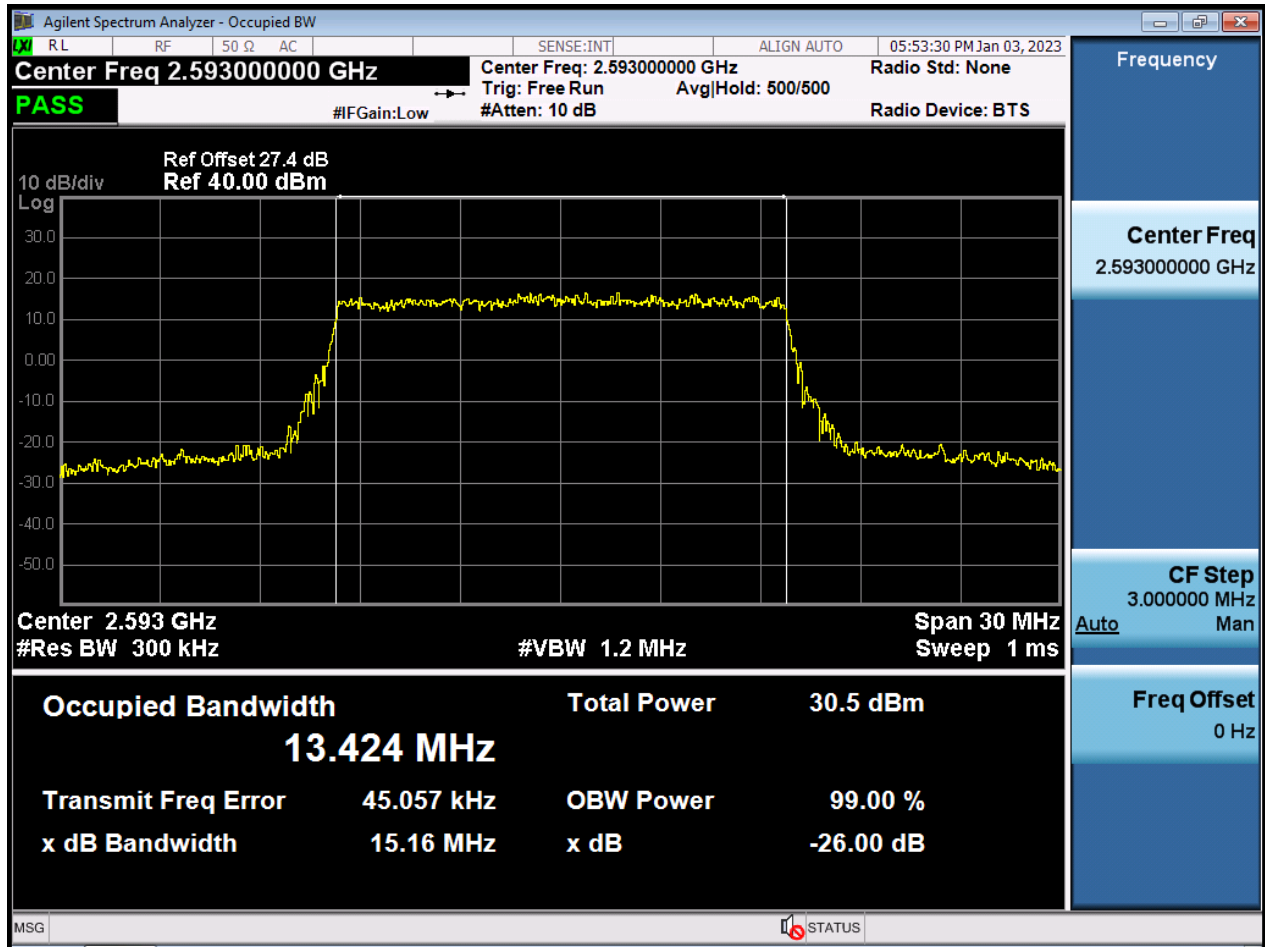 Agilent Spectrum Analyzer - Occupied BW
LXI RL RF 50 Ω AC SENSE:INT ALIGN AUTO 05:53:30 PM Jan 03, 2023
Center Freq 2.593000000 GHz
PASS
#IFGain:Low
Center Freq: 2.593000000 GHz
Trig: Free Run Avg|Hold: 500/500
#Atten: 10 dB
Radio Std: None
Radio Device: BTS
Ref Offset 27.4 dB
10 dB/div Ref 40.00 dBm
Log
30.0
20.0
10.0
0.00
-10.0
-20.0
-30.0
-40.0
-50.0
Center 2.593 GHz Span 30 MHz
#Res BW 300 kHz #VBW 1.2 MHz Sweep 1 ms
Occupied Bandwidth Total Power 30.5 dBm
13.424 MHz
Transmit Freq Error 45.057 kHz OBW Power 99.00 %
x dB Bandwidth 15.16 MHz x dB -26.00 dB
Frequency
Center Freq
2.593000000 GHz
CF Step
3.000000 MHz
Auto Man
Freq Offset
0 Hz
MSG STATUS